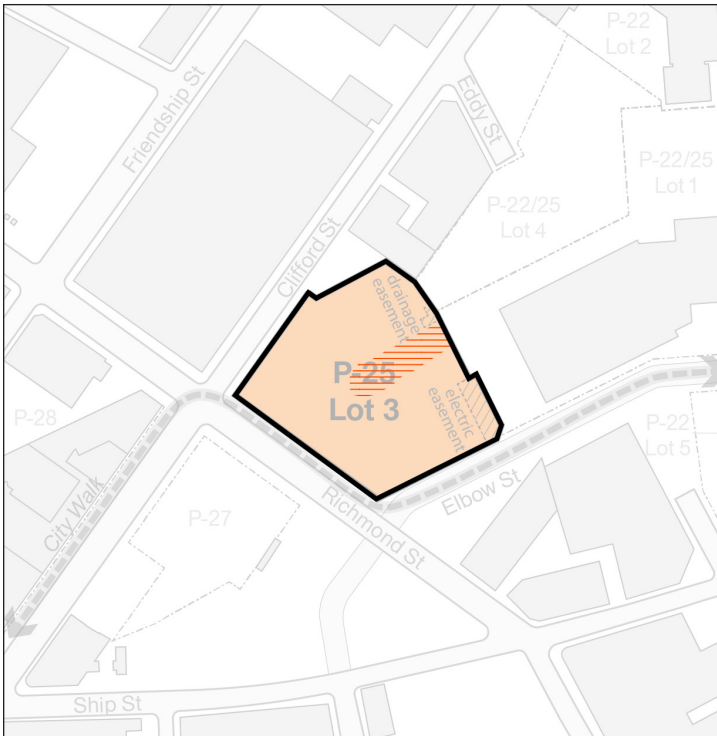 P-22
Lot 2
Friendship St
Eddy St
P-22/25
Lot 1
P-22/25
Lot 4
Clifford St
drainage
easement
P-25
Lot 3
electric
easement
P-28
P-22
Lot 5
City Walk
P-27
Elbow St
Richmond St
Ship St